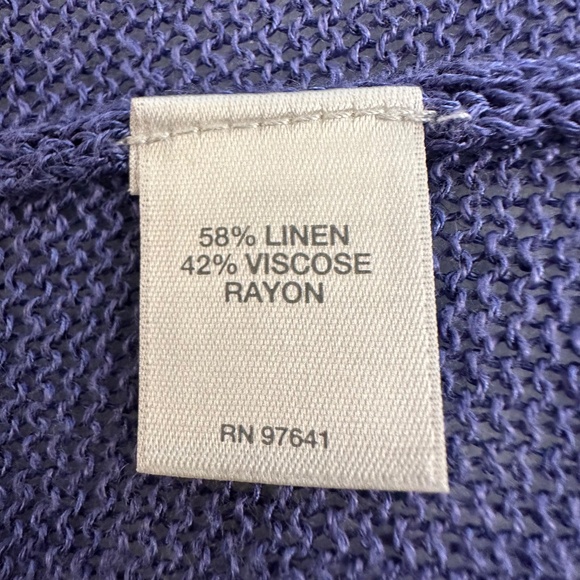 58% LINEN
42% VISCOSE
RAYON
RN 97641